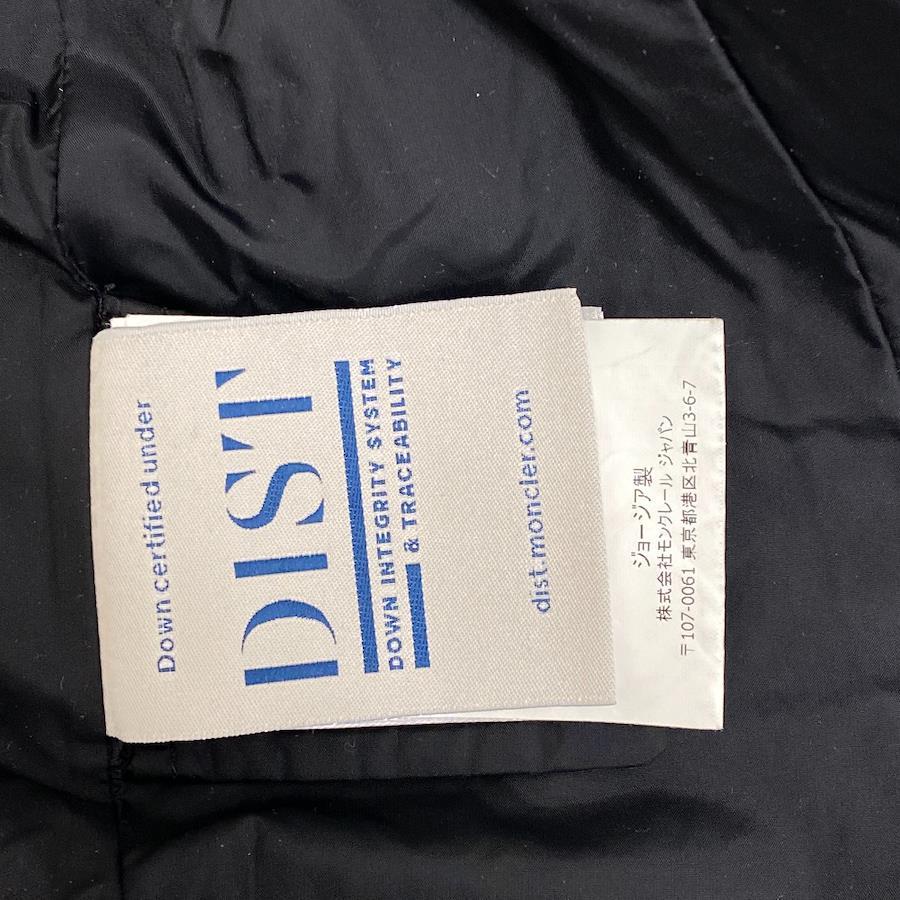 Down certified under
DIST
DOWN INTEGRITY SYSTEM
& TRACEABILITY
dist.moncler.com
ジョージア製
株式会社モンクレール ジャパン
〒107-0061 東京都港区北青山3-6-7